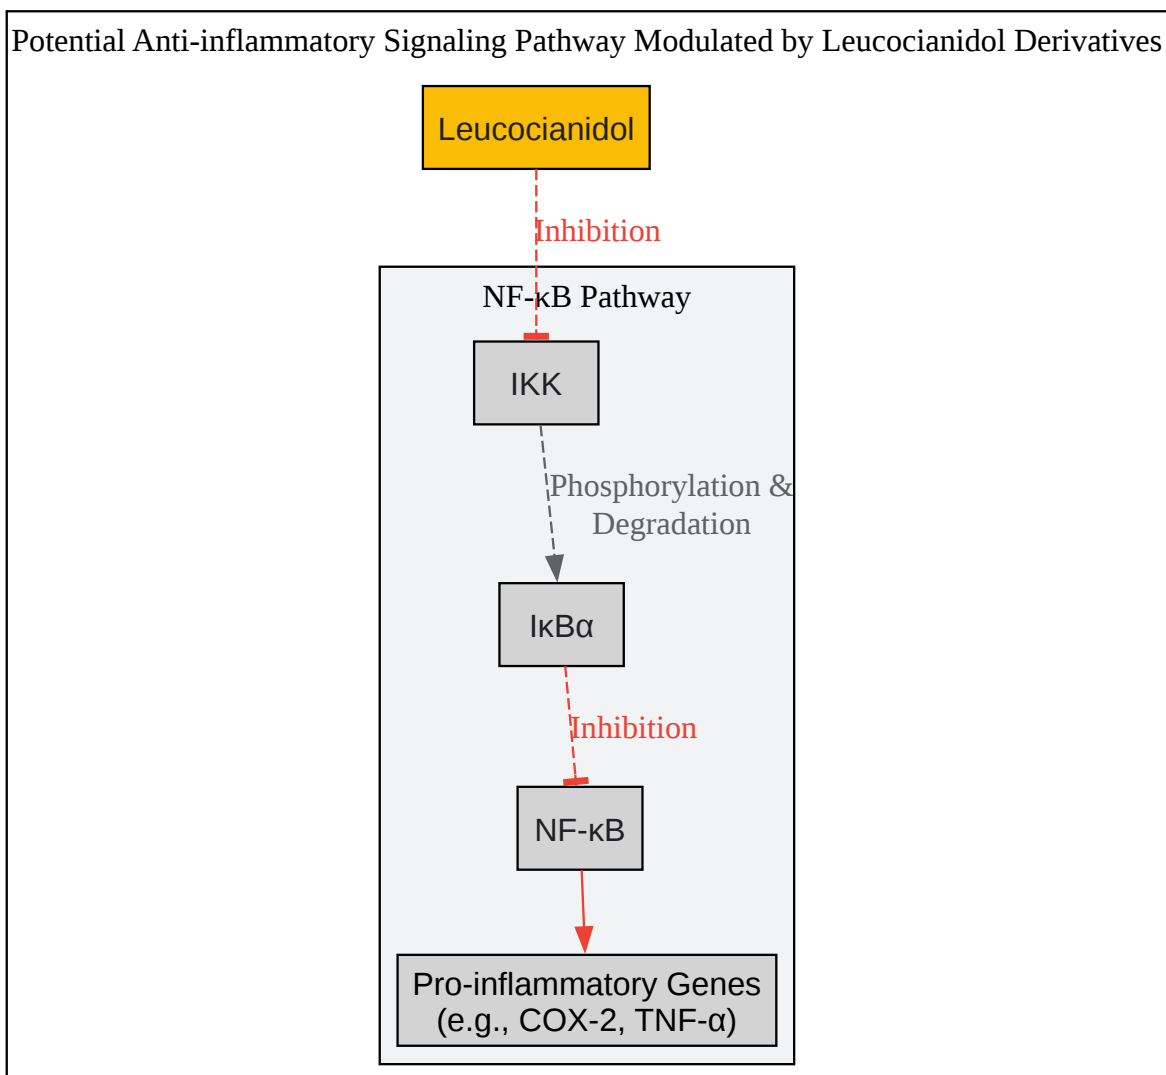 Potential Anti-inflammatory Signaling Pathway Modulated by Leucocianidol Derivatives
Leucocianidol
Inhibition
NF-κB Pathway
IKK
Phosphorylation &
Degradation
IκBα
Inhibition
NF-κB
Pro-inflammatory Genes
(e.g., COX-2, TNF-α)